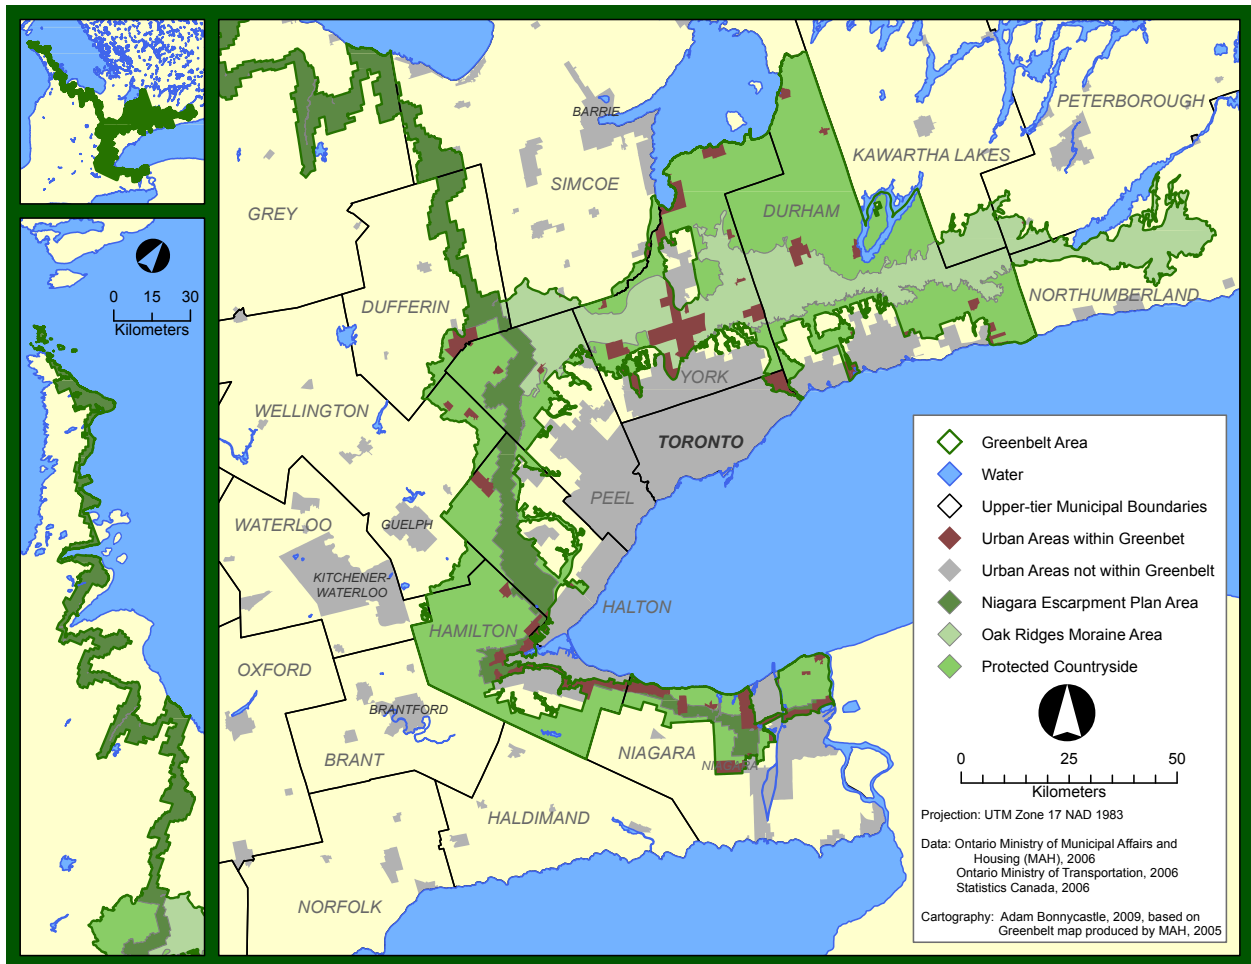 0 15 30
Kilometers
BARRIE
PETERBOROUGH
KAWARTHA LAKES
SIMCOE
GREY
DURHAM
DUFFERIN
NORTHUMBERLAND
YORK
WELLINGTON
TORONTO
PEEL
WATERLOO
GUELPH
KITCHENER-
WATERLOO
HALTON
HAMILTON
OXFORD
BRANTFORD
BRANT
NIAGARA
NIAGARA
HALDIMAND
NORFOLK
Greenbelt Area
Water
Upper-tier Municipal Boundaries
Urban Areas within Greenbet
Urban Areas not within Greenbelt
Niagara Escarpment Plan Area
Oak Ridges Moraine Area
Protected Countryside
0 25 50
Kilometers
Projection: UTM Zone 17 NAD 1983
Data: Ontario Ministry of Municipal Affairs and
Housing (MAH), 2006
Ontario Ministry of Transportation, 2006
Statistics Canada, 2006
Cartography: Adam Bonnycastle, 2009, based on
Greenbelt map produced by MAH, 2005